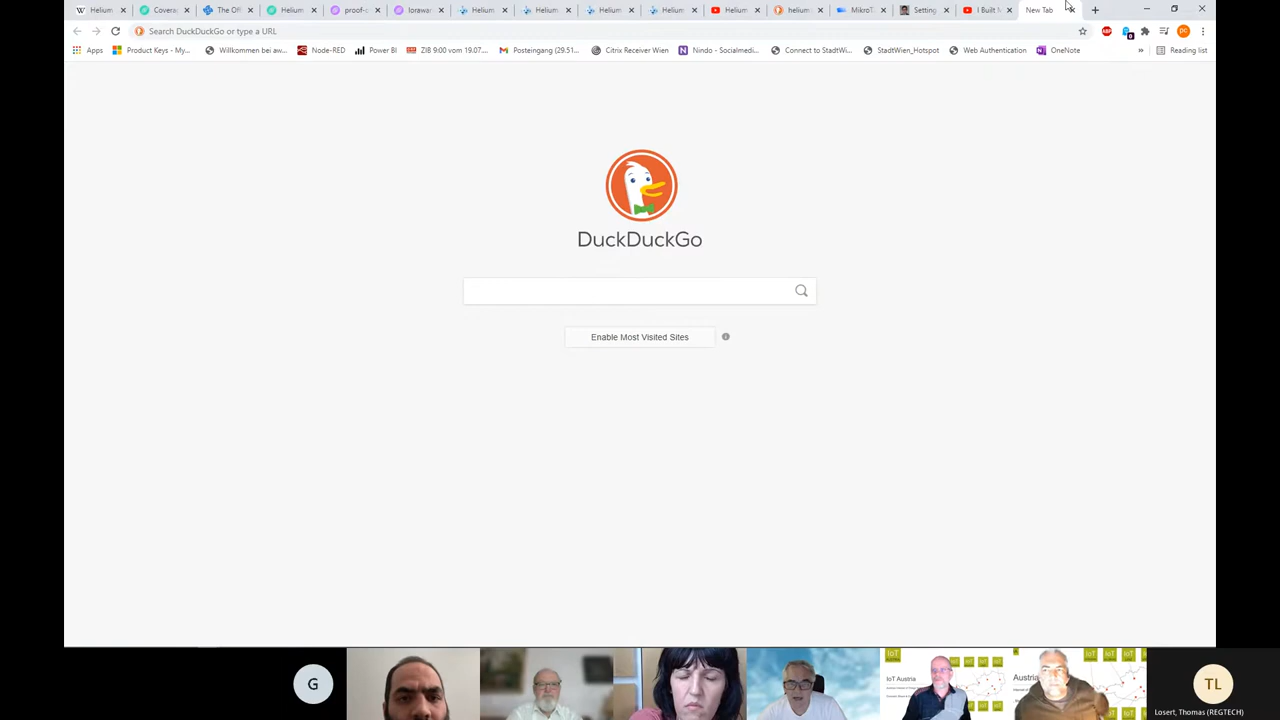 Helium
Covera
The Off
Helium
proof-c
lorawa
Helium
Helium
Helium
Helium
Helium
helium
MikroT
Setting
I Built M
New Tab
Search DuckDuckGo or type a URL
Apps
Product Keys - My...
Willkommen bei aw...
Node-RED
Power BI
ZIB 9:00 vom 19.07....
Posteingang (29.51...
Citrix Receiver Wien
Nindo - Socialmedi...
Connect to StadtWi...
StadtWien_Hotspot
Web Authentication
OneNote
»
Reading list
DuckDuckGo
Enable Most Visited Sites
G
IoT Austria
Austria
TL
Losert, Thomas (REGTECH)